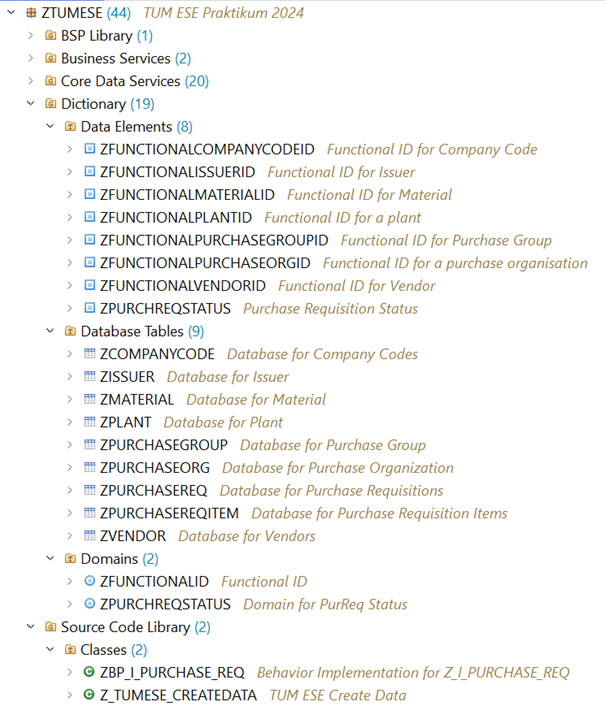 ZTUMESE (44) TUM ESE Praktikum 2024
BSP Library (1)
Business Services (2)
Core Data Services (20)
Dictionary (19)
Data Elements (8)
ZFUNCTIONALCOMPANYCODEID Functional ID for Company Code
ZFUNCTIONALISSUERID Functional ID for Issuer
ZFUNCTIONALMATERIALID Functional ID for Material
ZFUNCTIONALPLANTID Functional ID for a plant
ZFUNCTIONALPURCHASEGROUPID Functional ID for Purchase Group
ZFUNCTIONALPURCHASEORGID Functional ID for a purchase organisation
ZFUNCTIONALVENDORID Functional ID for Vendor
ZPURCHREQSTATUS Purchase Requisition Status
Database Tables (9)
ZCOMPANYCODE Database for Company Codes
ZISSUER Database for Issuer
ZMATERIAL Database for Material
ZPLANT Database for Plant
ZPURCHASEGROUP Database for Purchase Group
ZPURCHASEORG Database for Purchase Organization
ZPURCHASEREQ Database for Purchase Requisitions
ZPURCHASEREQITEM Database for Purchase Requisition Items
ZVENDOR Database for Vendors
Domains (2)
ZFUNCTIONALID Functional ID
ZPURCHREQSTATUS Domain for PurReq Status
Source Code Library (2)
Classes (2)
ZBP_I_PURCHASE_REQ Behavior Implementation for Z_I_PURCHASE_REQ
Z_TUMESE_CREATEDATA TUM ESE Create Data